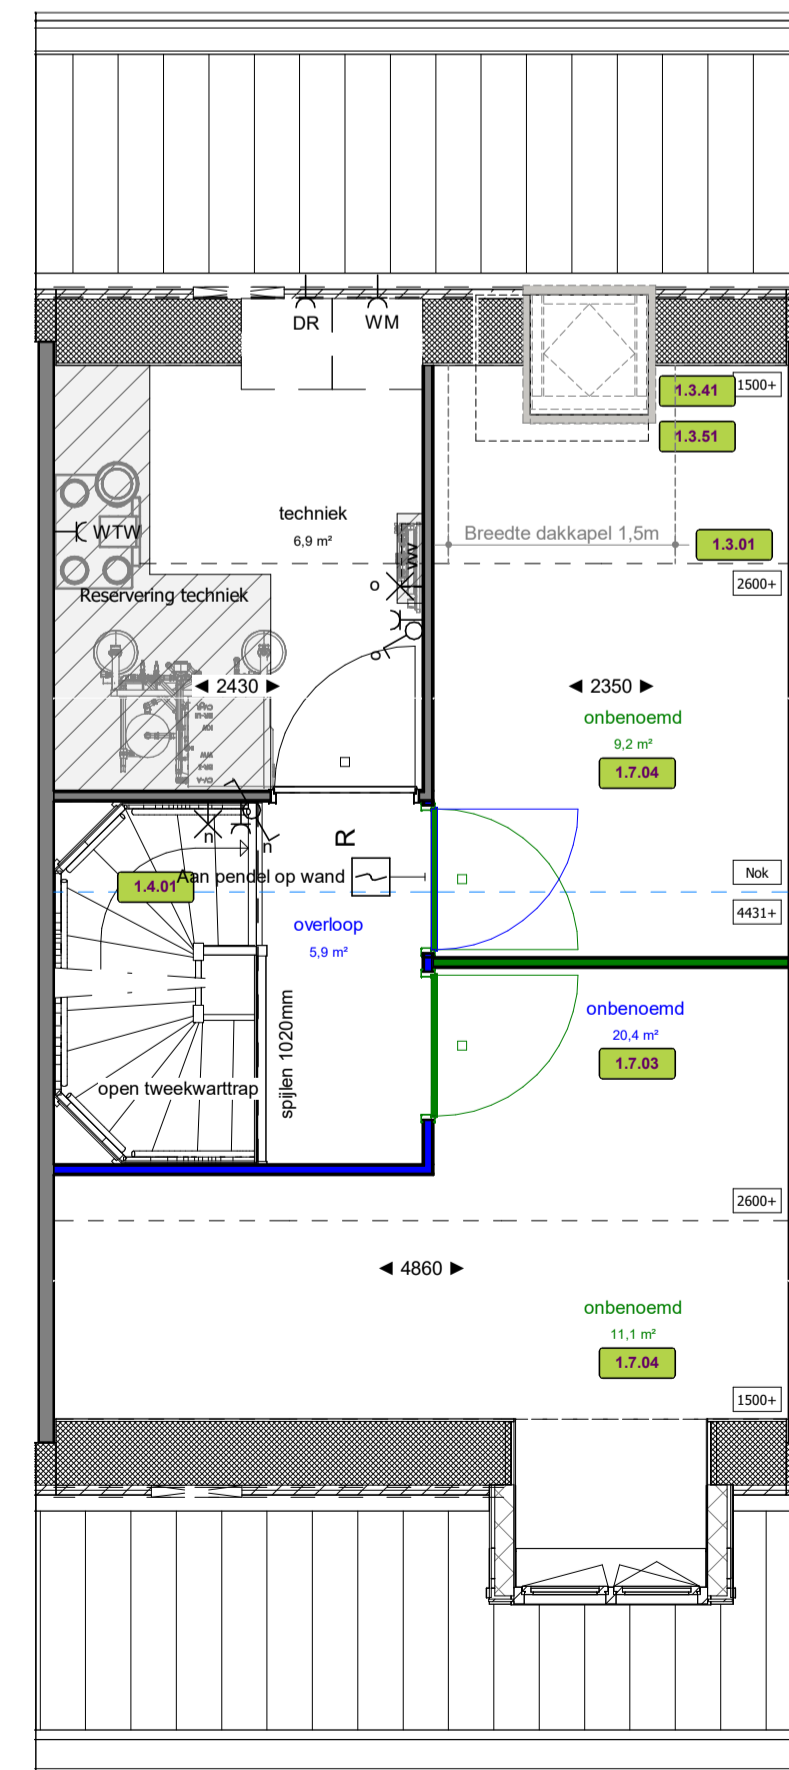 DR
WM
1.3.41
1500+
1.3.51
techniek
6,9 m²
WTW
Breedte dakkapel 1,5m
1.3.01
WV
o
2600+
Reservering techniek
o
◄ 2430 ►
◄ 2350 ►
onbenoemd
9,2 m²
1.7.04
n
n
R
Aan pendel op wand
1.4.01
Nok
4431+
overloop
5,9 m²
onbenoemd
20,4 m²
1.7.03
spijlen 1020mm
open tweekwarttrap
2600+
◄ 4860 ►
onbenoemd
11,1 m²
1.7.04
1500+